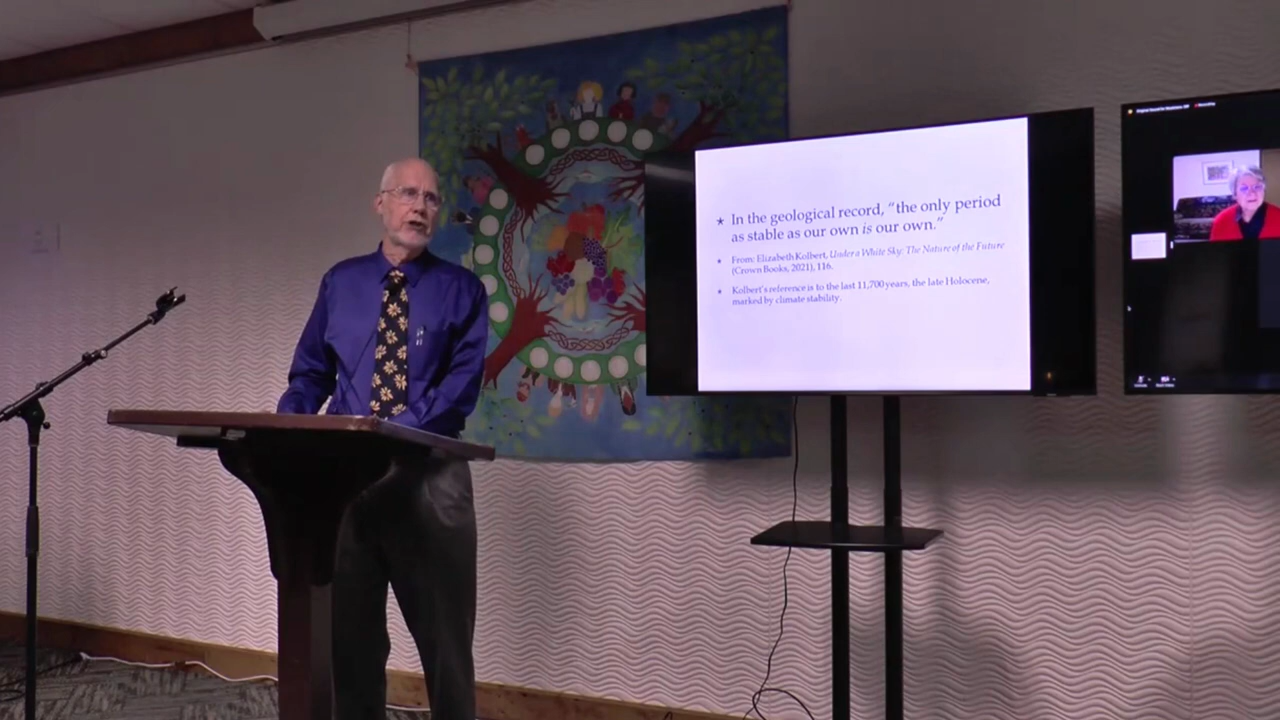 ★ In the geological record, “the only period
as stable as our own is our own.”
★ From: Elizabeth Kolbert, Under a White Sky: The Nature of the Future
(Crown Books, 2021), 116.
★ Kolbert's reference is to the last 11,700 years, the late Holocene,
marked by climate stability.